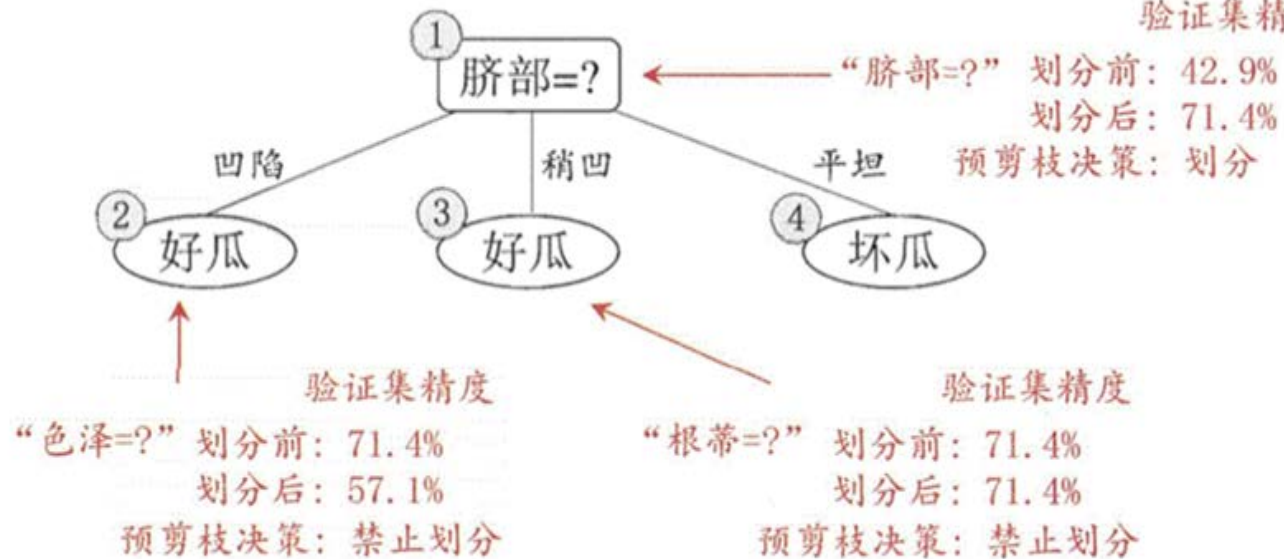 验证集精
①
脐部=?
“脐部=?” 划分前: 42.9%
划分后: 71.4%
预剪枝决策: 划分
凹陷
稍凹
平坦
②
好瓜
③
好瓜
④
坏瓜
验证集精度
“色泽=?” 划分前: 71.4%
划分后: 57.1%
预剪枝决策: 禁止划分
验证集精度
“根蒂=?” 划分前: 71.4%
划分后: 71.4%
预剪枝决策: 禁止划分